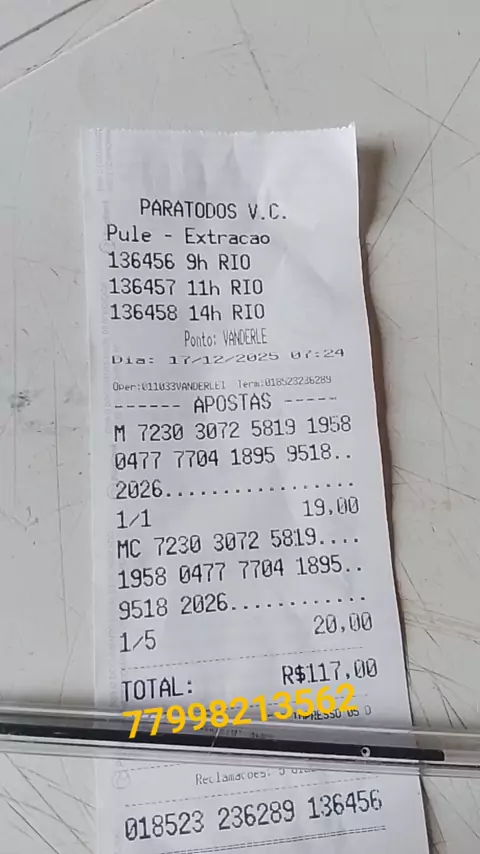 PARATODOS V.C.
Pule - Extracao
136456 9h RIO
136457 11h RIO
136458 14h RIO
Ponto: VANDERLE
Dia: 17/12/2025 07:24
Oper:011033VANDERLEI Term:018523236289
------ APOSTAS -----
M 7230 3072 5819 1958
0477 7704 1895 9518..
2026.................
1/1 19,00
MC 7230 3072 5819....
1958 0477 7704 1895..
9518 2026............
1/5 20,00
TOTAL: R$117,00
77998213562
Reclamacoes:
018523 236289 136456